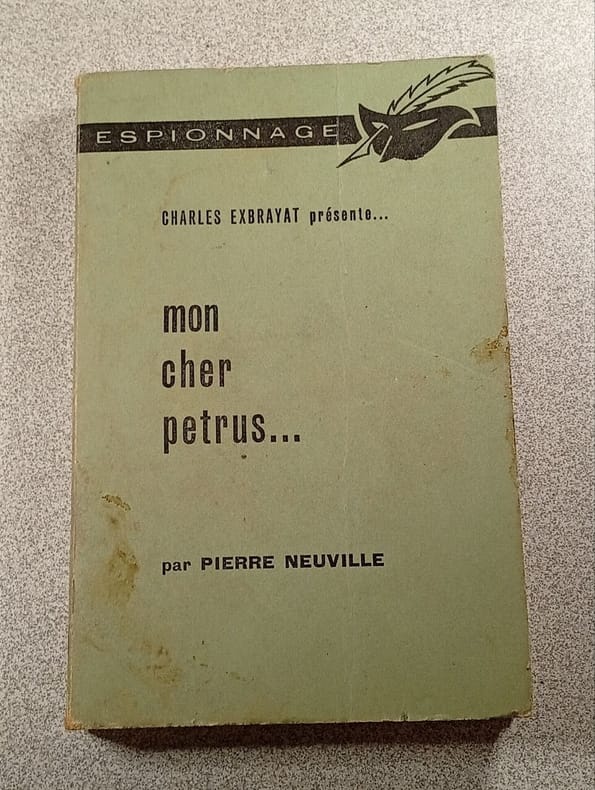 ESPIONNAGE
CHARLES EXBRAYAT présente...
mon
cher
petrus...
par PIERRE NEUVILLE